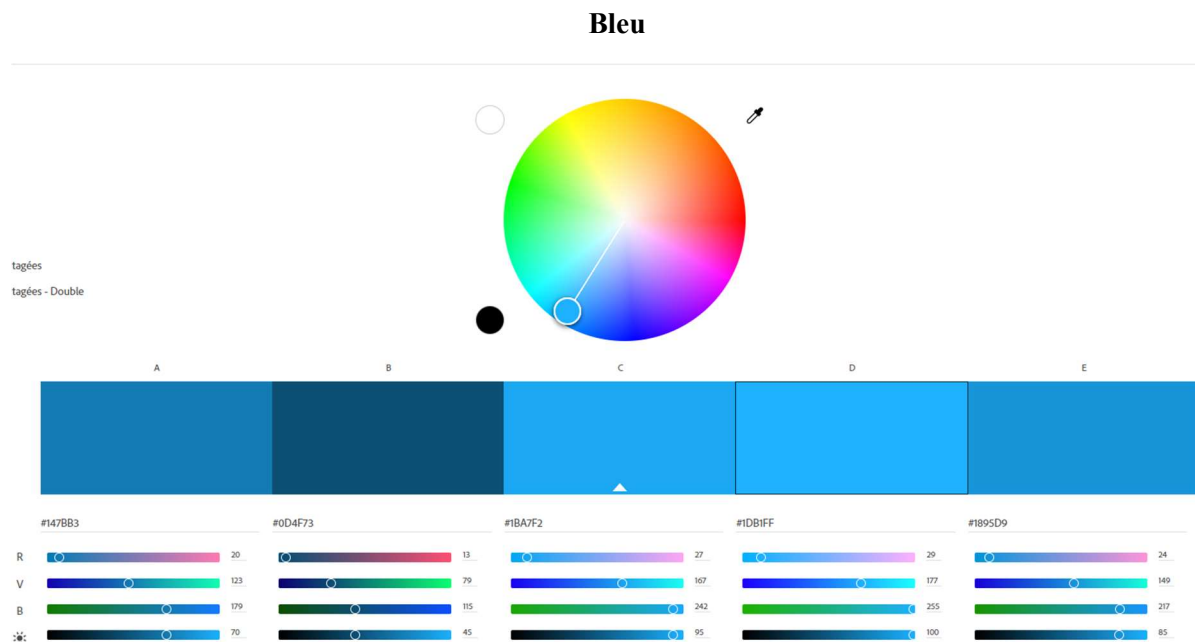 Bleu
tagées
tagées - Double
A B C D E
#147BB3 #0D4F73 #1BA7F2 #1DB1FF #1895D9
R 20 13 27 29 24
V 123 79 167 177 149
B 179 115 242 255 217
70 45 95 100 85